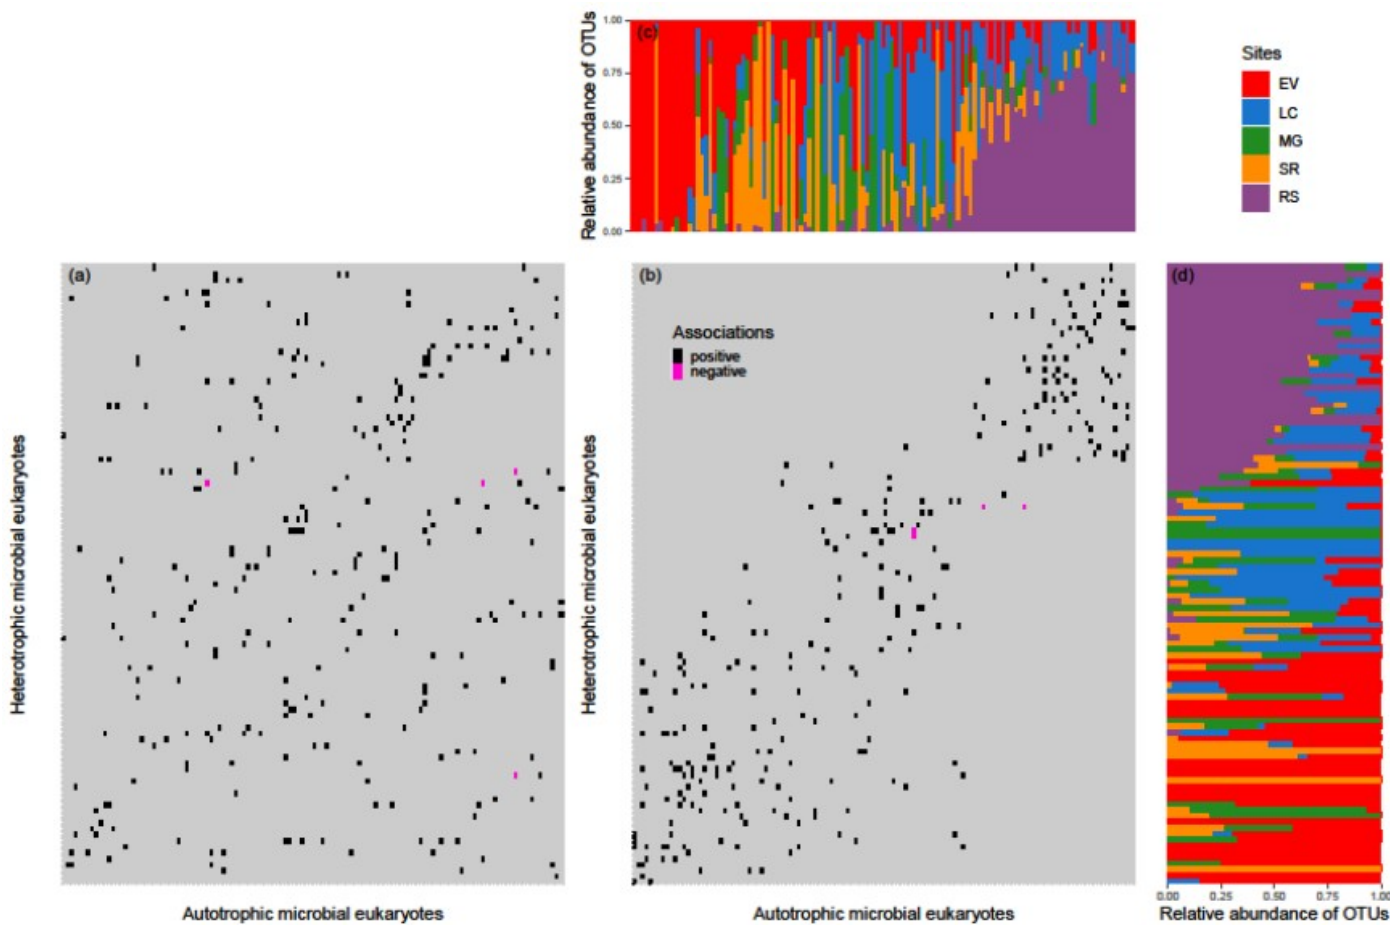 (c)
Relative abundance of OTUs
1.00
0.75
0.50
0.25
0.00
Sites
EV
LC
MG
SR
RS
(a)
Heterotrophic microbial eukaryotes
Autotrophic microbial eukaryotes
(b)
Associations
positive
negative
Heterotrophic microbial eukaryotes
Autotrophic microbial eukaryotes
(d)
0.00 0.25 0.50 0.75 1.00
Relative abundance of OTUs